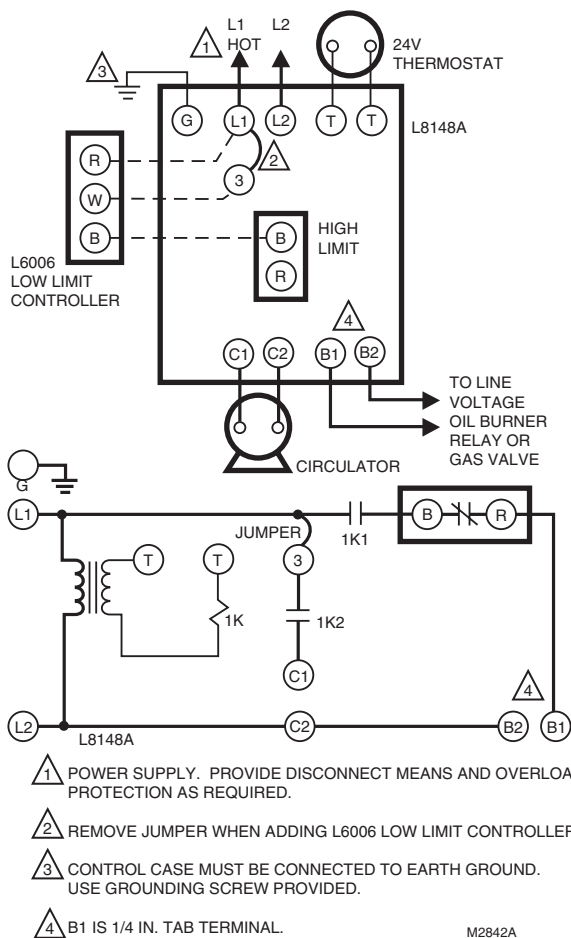 L1
HOT
L2
24V
THERMOSTAT
1
3
G
L1
L2
T
T
L8148A
2
3
R
W
B
HIGH
LIMIT
B
R
L6006
LOW LIMIT
CONTROLLER
4
C1
C2
B1
B2
TO LINE
VOLTAGE
OIL BURNER
RELAY OR
GAS VALVE
CIRCULATOR
G
L1
JUMPER
1K1
B
R
T
T
3
1K
1K2
C1
4
L2
L8148A
C2
B2
B1
1 POWER SUPPLY. PROVIDE DISCONNECT MEANS AND OVERLOA
PROTECTION AS REQUIRED.
2 REMOVE JUMPER WHEN ADDING L6006 LOW LIMIT CONTROLLER
3 CONTROL CASE MUST BE CONNECTED TO EARTH GROUND.
USE GROUNDING SCREW PROVIDED.
4 B1 IS 1/4 IN. TAB TERMINAL.
M2842A